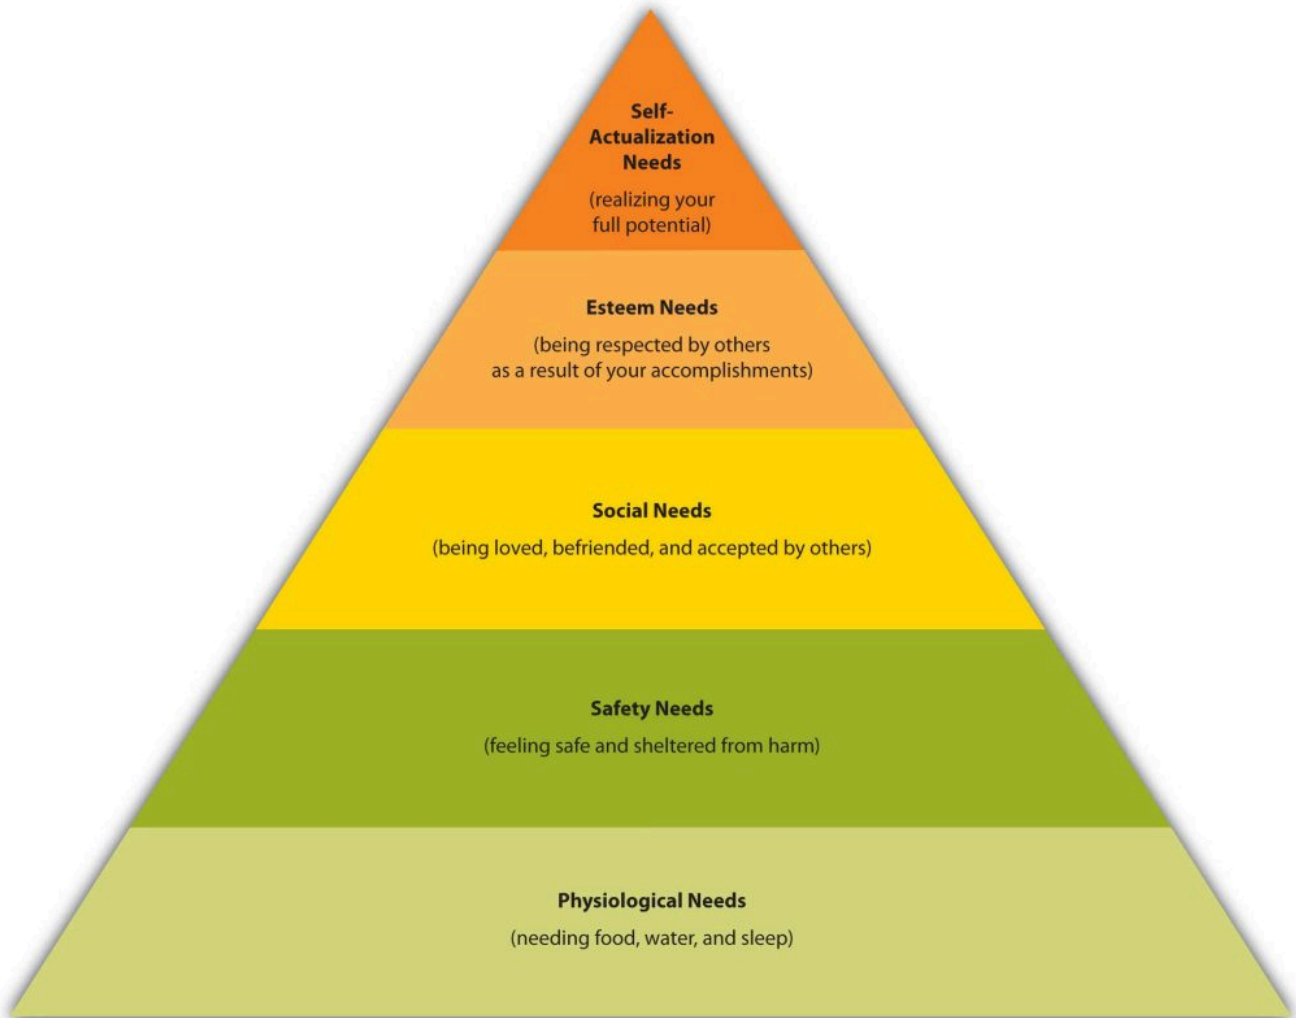 Self-
Actualization
Needs
(realizing your
full potential)
Esteem Needs
(being respected by others
as a result of your accomplishments)
Social Needs
(being loved, befriended, and accepted by others)
Safety Needs
(feeling safe and sheltered from harm)
Physiological Needs
(needing food, water, and sleep)